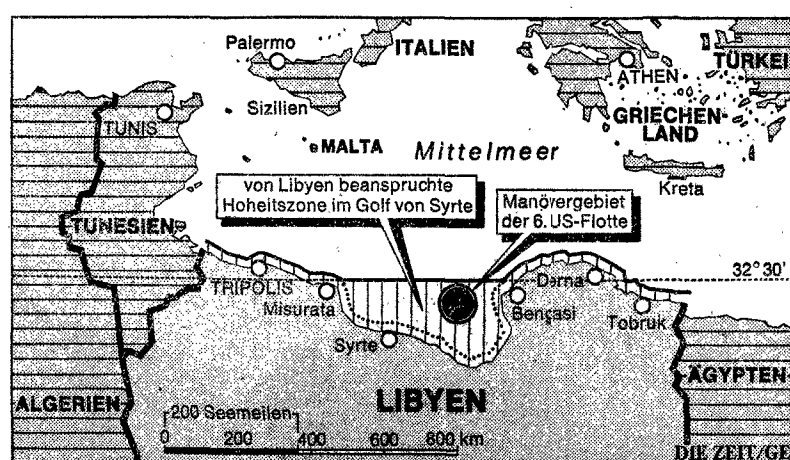 Palermo
ITALIEN
TÜRKEI
ATHEN
Sizilien
GRIECHEN-
LAND
TUNIS
MALTA
Mittelmeer
Kreta
von Libyen beanspruchte
Hoheitszone im Golf von Syrte
Manövergebiet
der 6. US-Flotte
TUNESIEN
32° 30'
TRIPOLIS
Misurata
Darna
Bengasi
Tobruk
Syrte
ÄGYPTEN
ALGERIEN
LIBYEN
200 Seemeilen
0 200 400 600 800 km
DIE ZEIT/GE